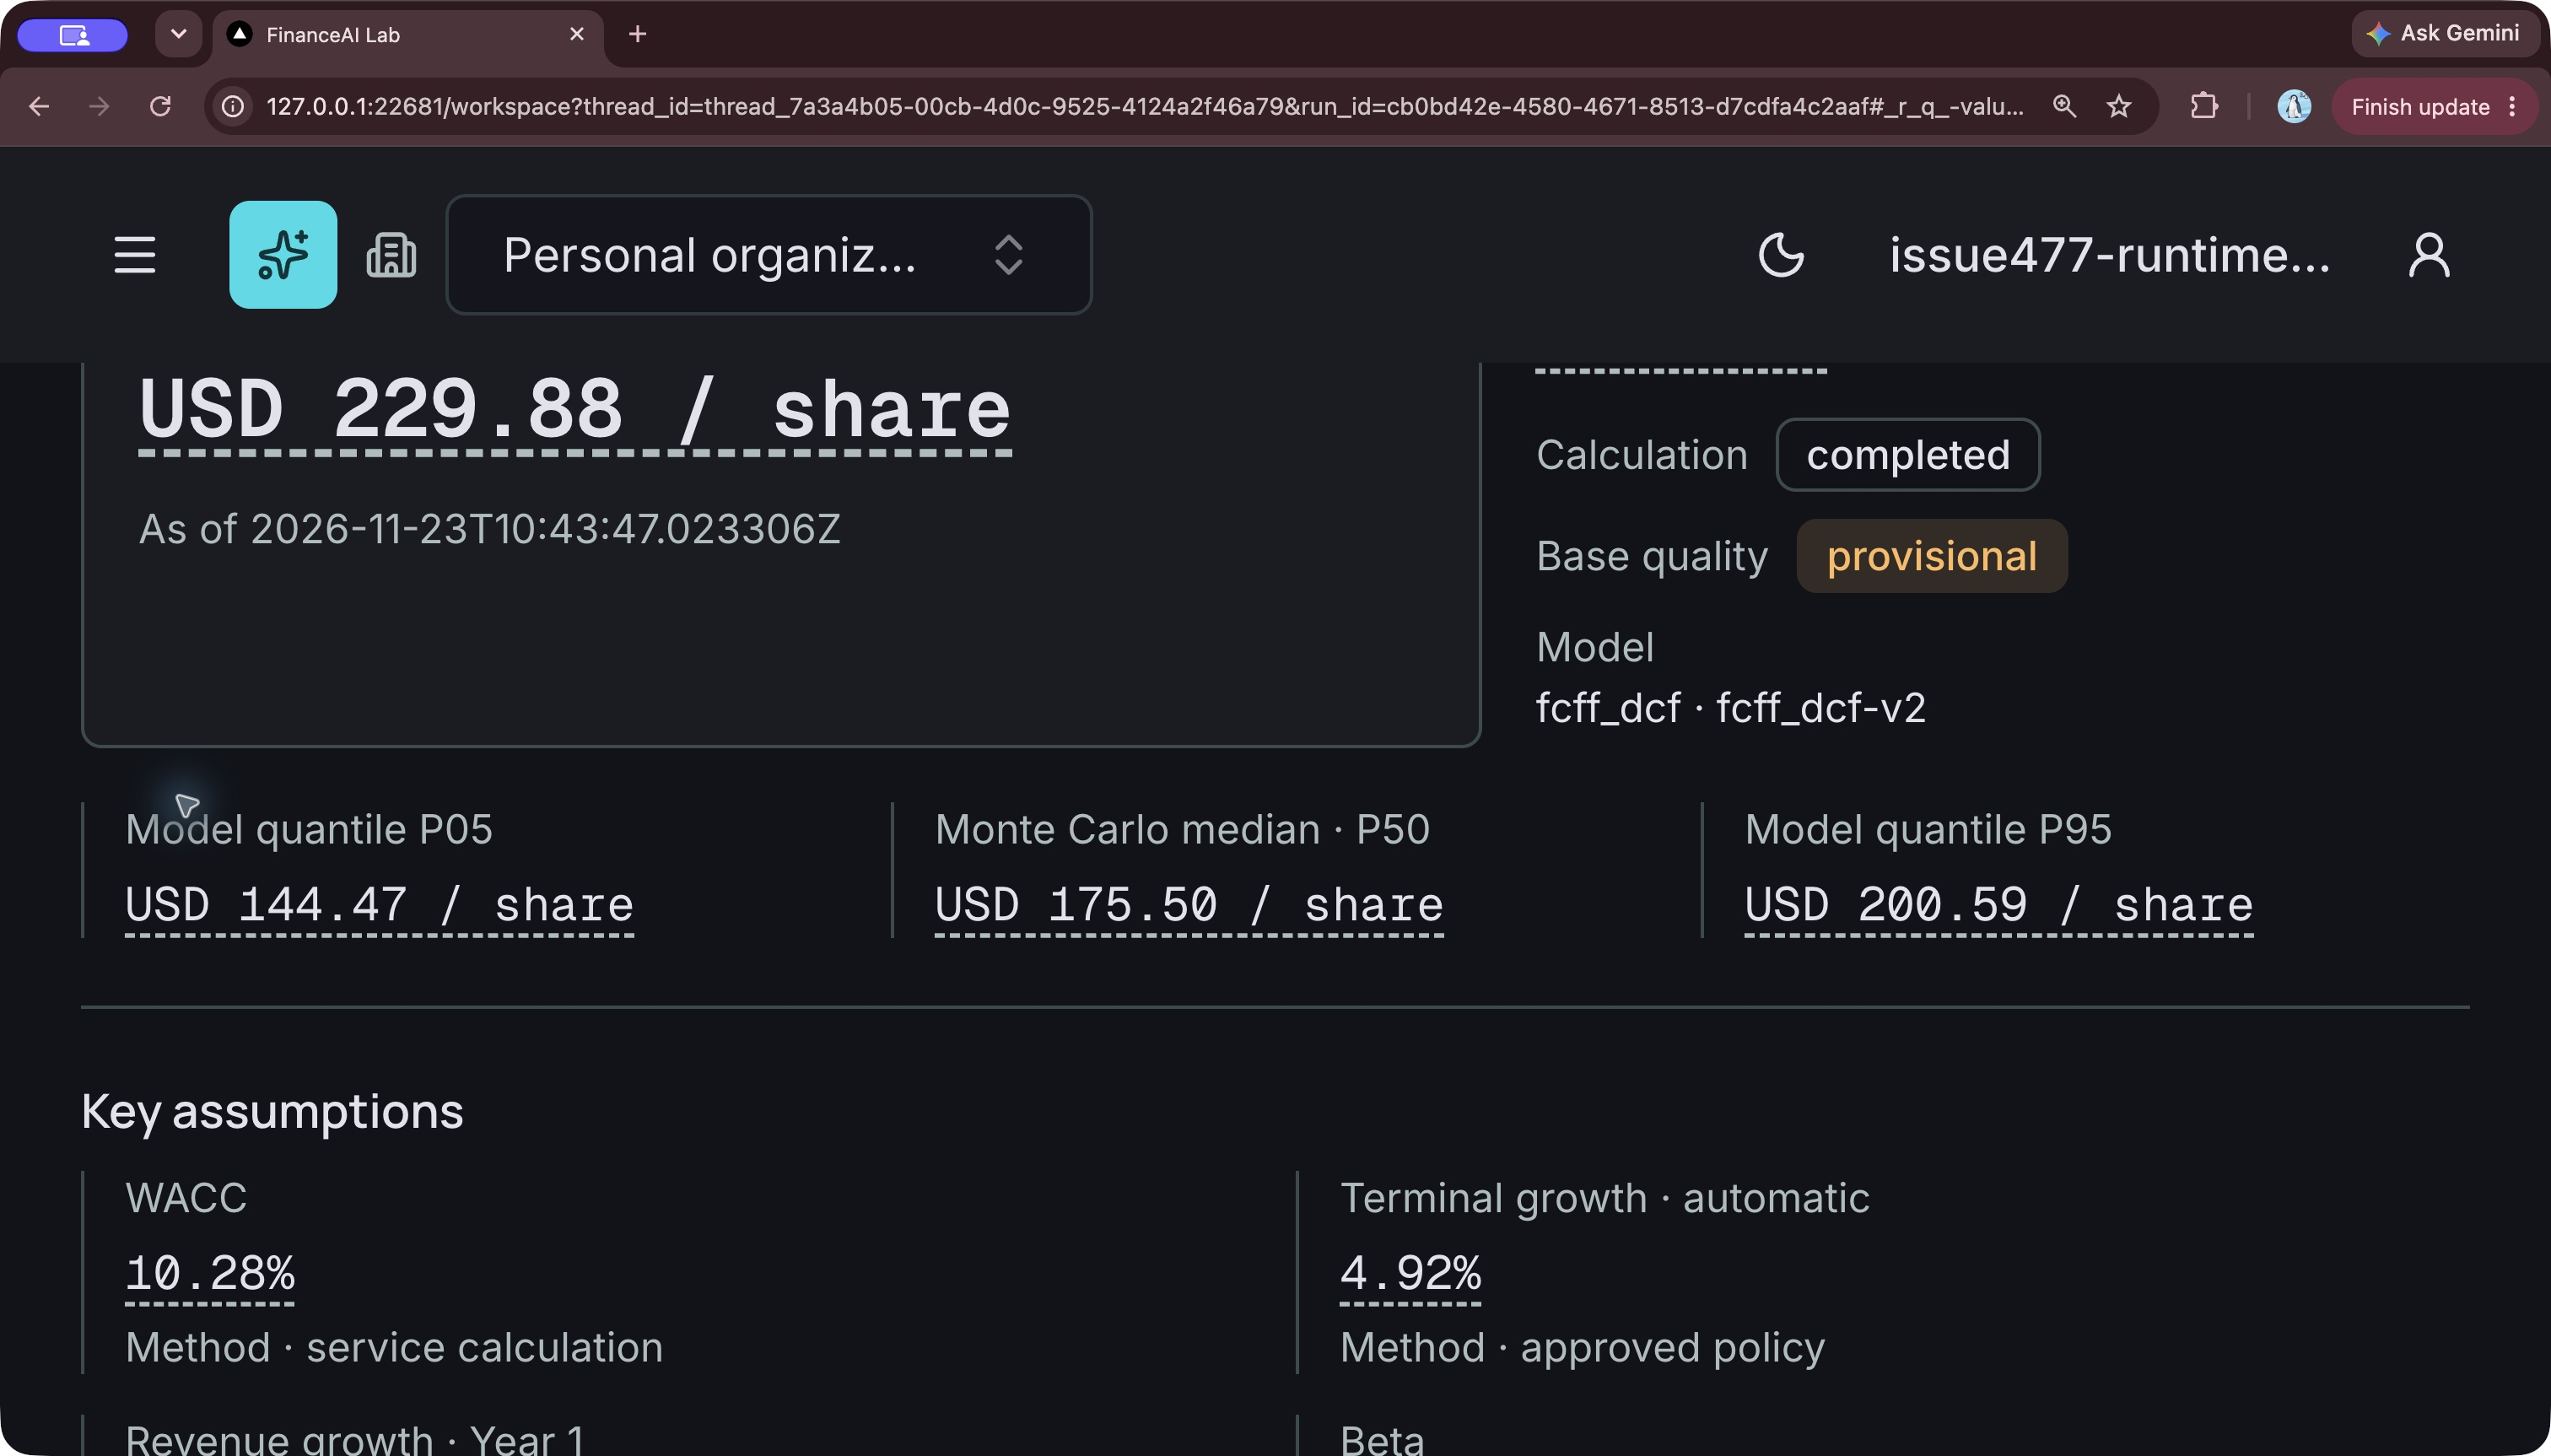 FinanceAI Lab
Ask Gemini
127.0.0.1:22681/workspace?thread_id=thread_7a3a4b05-00cb-4d0c-9525-4124a2f46a79&run_id=cb0bd42e-4580-4671-8513-d7cdfa4c2aaf#_r_q_-valu...
Finish update
Personal organiz...
issue477-runtime...
USD 229.88 / share
As of 2026-11-23T10:43:47.023306Z
Calculation completed
Base quality provisional
Model
fcff_dcf · fcff_dcf-v2
Model quantile P05
USD 144.47 / share
Monte Carlo median · P50
USD 175.50 / share
Model quantile P95
USD 200.59 / share
Key assumptions
WACC
10.28%
Method · service calculation
Terminal growth · automatic
4.92%
Method · approved policy
Revenue growth · Year 1
Beta